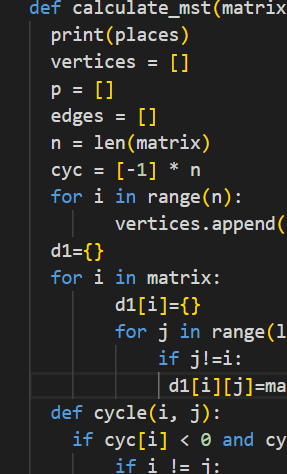 def calculate_mst(matrix
print(places)
vertices = []
p = []
edges = []
n = len(matrix)
cyc = [-1] * n
for i in range(n):
vertices.append(
d1={}
for i in matrix:
d1[i]={}
for j in range(l
if j!=i:
d1[i][j]=ma
def cycle(i, j):
if cyc[i] < 0 and cy
if i != j: